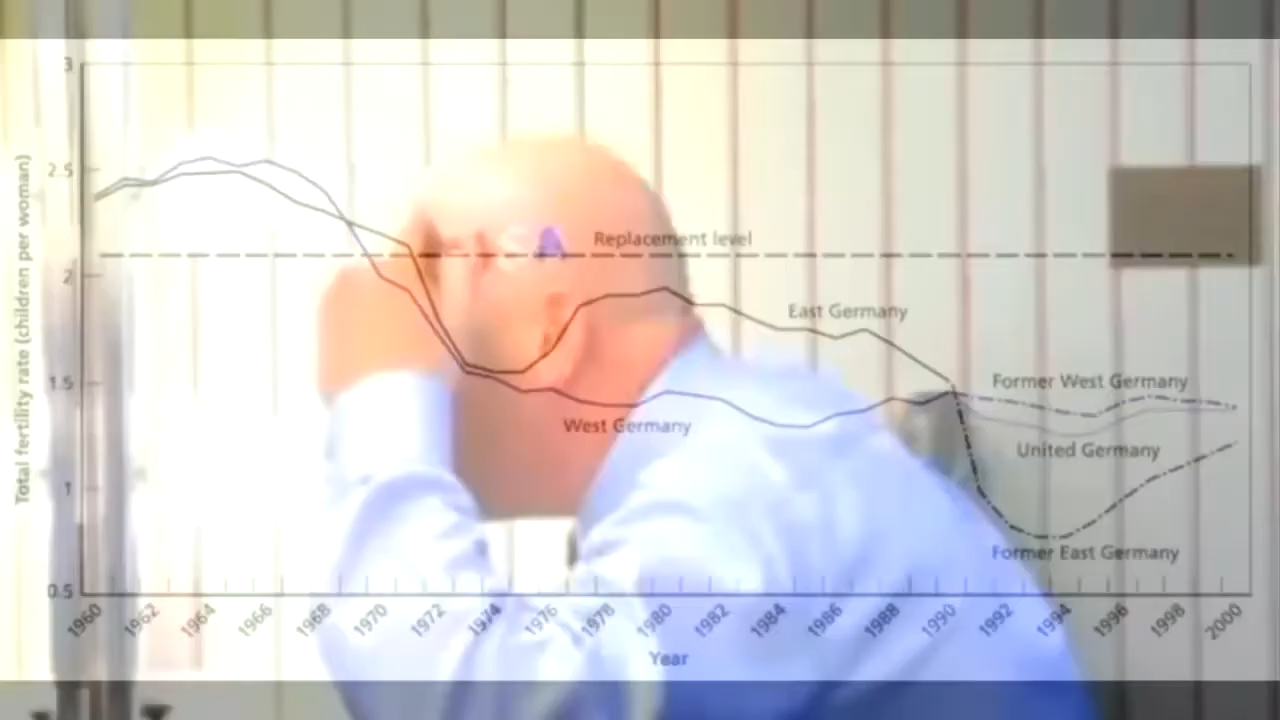 3
2.5
2
1.5
1
0.5
Total fertility rate (children per woman)
Replacement level
East Germany
West Germany
Former West Germany
United Germany
Former East Germany
1960 1962 1964 1966 1968 1970 1972 1974 1976 1978 1980 1982 1984 1986 1988 1990 1992 1994 1996 1998 2000
Year